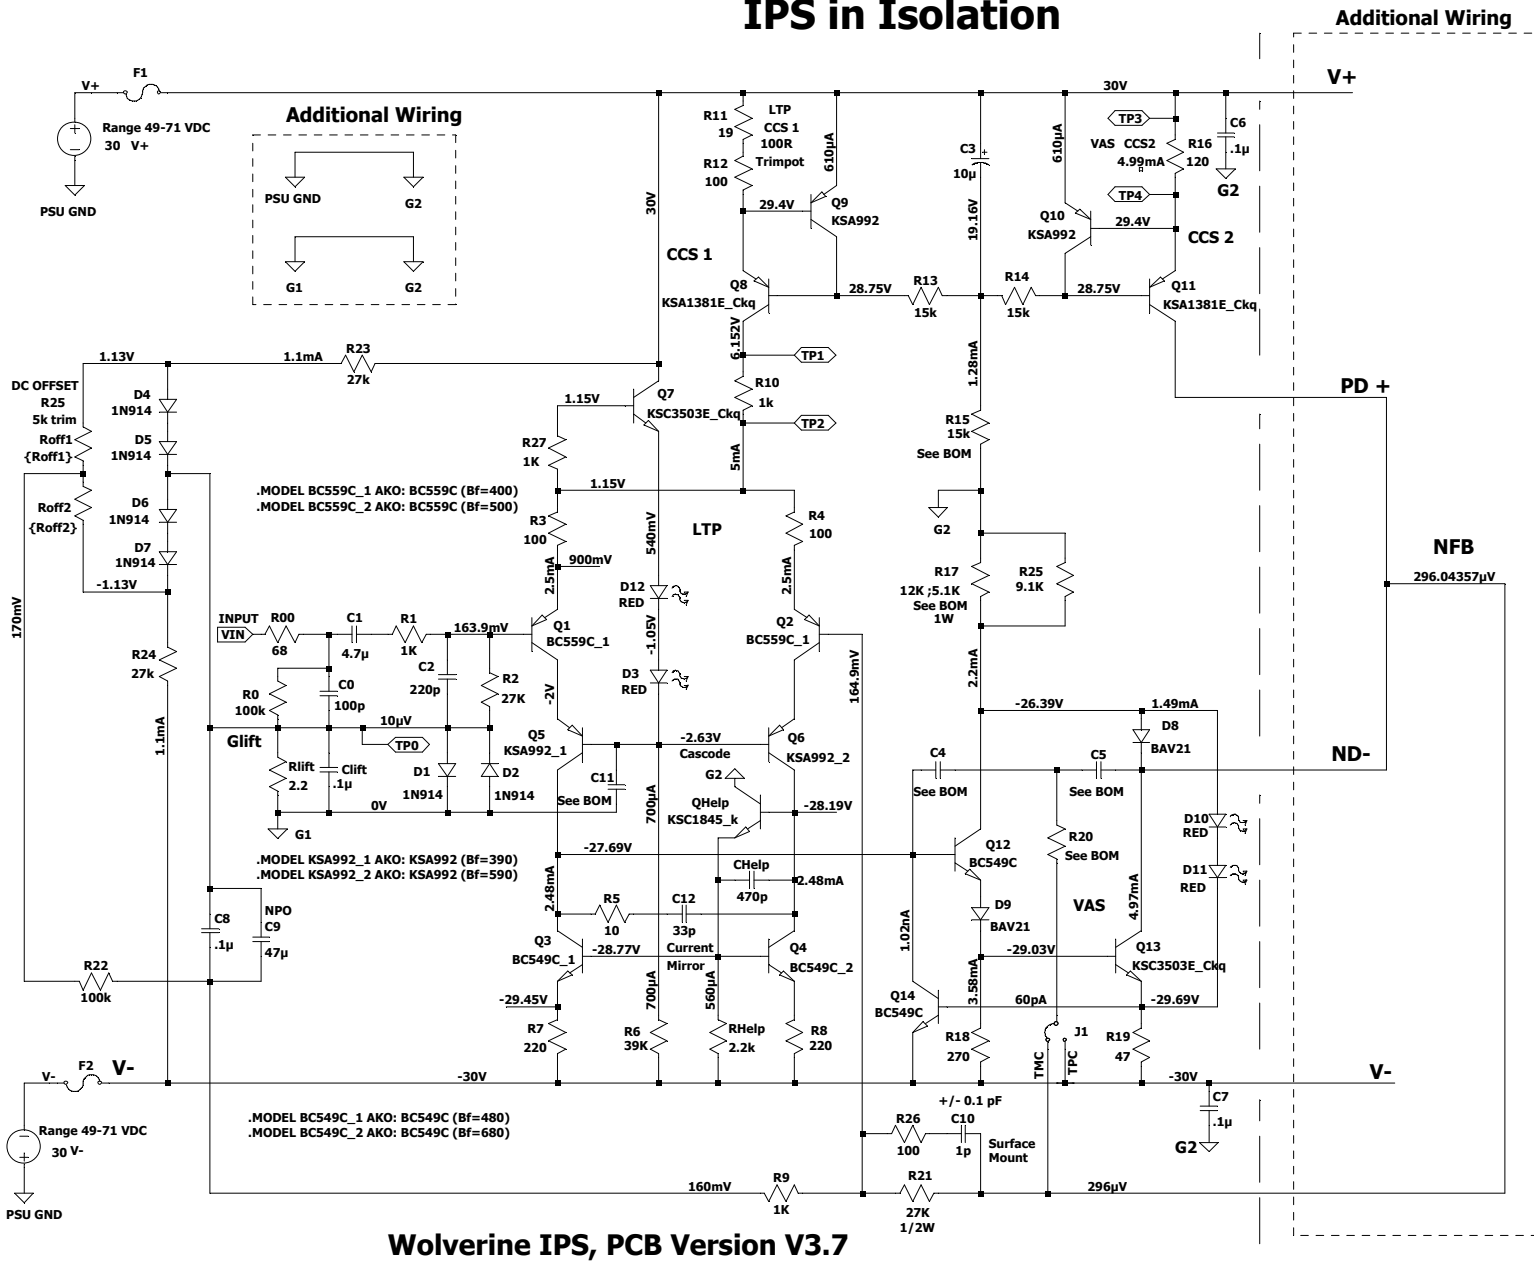 IPS in Isolation
Additional Wiring
V+
F1
V+
Range 49-71 VDC
30 V+
PSU GND
Additional Wiring
PSU GND
G2
G1
G2
30V
30V
R11
19
LTP
CCS 1
100R
Trimpot
R12
100
610µA
29.4V
Q9
KSA992
CCS 1
Q8
KSA1381E_Ckq
28.75V
R13
15k
C3
+
10µ
19.16V
R14
15k
610µA
Q10
KSA992
TP3
VAS CCS2
4.99mA
R16
120
TP4
C6
.1µ
G2
29.4V
CCS 2
28.75V
Q11
KSA1381E_Ckq
6.152V
TP1
R10
1k
TP2
5mA
1.28mA
R15
15k
See BOM
G2
PD +
1.13V
1.1mA
R23
27k
DC OFFSET
R25
5k trim
Roff1
{Roff1}
Roff2
{Roff2}
D4
1N914
D5
1N914
D6
1N914
D7
1N914
-1.13V
170mV
Q7
KSC3503E_Ckq
1.15V
R27
1K
1.15V
.MODEL BC559C_1 AKO: BC559C (Bf=400)
.MODEL BC559C_2 AKO: BC559C (Bf=500)
R3
100
540mV
LTP
R4
100
900mV
2.5mA
2.5mA
D12
RED
-1.05V
D3
RED
R17
12K ;5.1K
See BOM
1W
R25
9.1K
2.2mA
NFB
296.04357µV
INPUT
VIN
R00
68
C1
4.7µ
R1
1K
163.9mV
Q1
BC559C_1
Q2
BC559C_1
164.9mV
R24
27k
1.1mA
R0
100k
C0
100p
C2
220p
R2
27K
-2V
10µV
Glift
TP0
Q5
KSA992_1
-2.63V
Cascode
Q6
KSA992_2
Rlift
2.2
Clift
.1µ
D1
1N914
D2
1N914
C11
See BOM
0V
G1
700µA
G2
QHelp
KSC1845_k
-28.19V
-26.39V
1.49mA
D8
BAV21
ND-
C4
See BOM
C5
See BOM
D10
RED
D11
RED
R20
See BOM
-27.69V
Q12
BC549C
.MODEL KSA992_1 AKO: KSA992 (Bf=390)
.MODEL KSA992_2 AKO: KSA992 (Bf=590)
2.48mA
CHelp
470p
2.48mA
D9
BAV21
VAS
4.97mA
R5
10
C12
33p
1.02nA
C8
.1µ
NPO
C9
47µ
R22
100k
Q3
BC549C_1
-28.77V
Current
Mirror
Q4
BC549C_2
-29.03V
Q13
KSC3503E_Ckq
-29.45V
700µA
560µA
Q14
BC549C
3.58mA
60pA
-29.69V
R7
220
R6
39K
RHelp
2.2k
R8
220
R18
270
TMC
J1
TPC
R19
47
V-
F2
V-
-30V
-30V
V-
C7
.1µ
G2
Range 49-71 VDC
30 V-
PSU GND
.MODEL BC549C_1 AKO: BC549C (Bf=480)
.MODEL BC549C_2 AKO: BC549C (Bf=680)
+/- 0.1 pF
R26
100
C10
1p
Surface
Mount
160mV
R9
1K
R21
27K
1/2W
296µV
Wolverine IPS, PCB Version V3.7